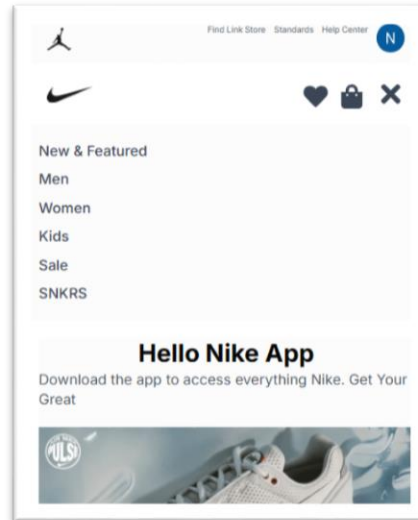 Find Link Store Standards Help Center
N
New & Featured
Men
Women
Kids
Sale
SNKRS
Hello Nike App
Download the app to access everything Nike. Get Your
Great
PULSE